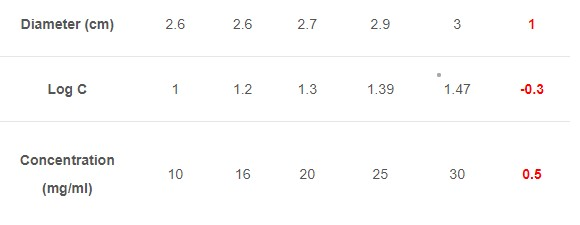 Diameter (cm) 2.6 2.6 2.7 2.9 3 1
Log C 1 1.2 1.3 1.39 1.47 -0.3
Concentration
(mg/ml) 10 16 20 25 30 0.5